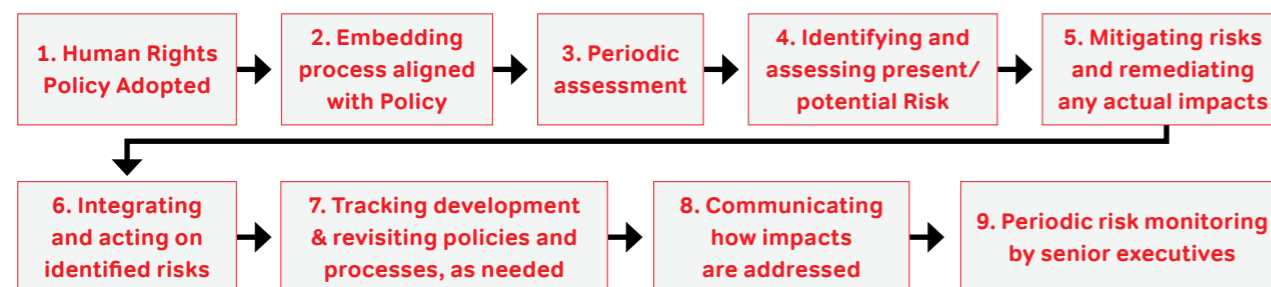 1. Human Rights
Policy Adopted
2. Embedding
process aligned
with Policy
3. Periodic
assessment
4. Identifying and
assessing present/
potential Risk
5. Mitigating risks
and remediating
any actual impacts
6. Integrating
and acting on
identified risks
7. Tracking development
& revisiting policies and
processes, as needed
8. Communicating
how impacts
are addressed
9. Periodic risk monitoring
by senior executives